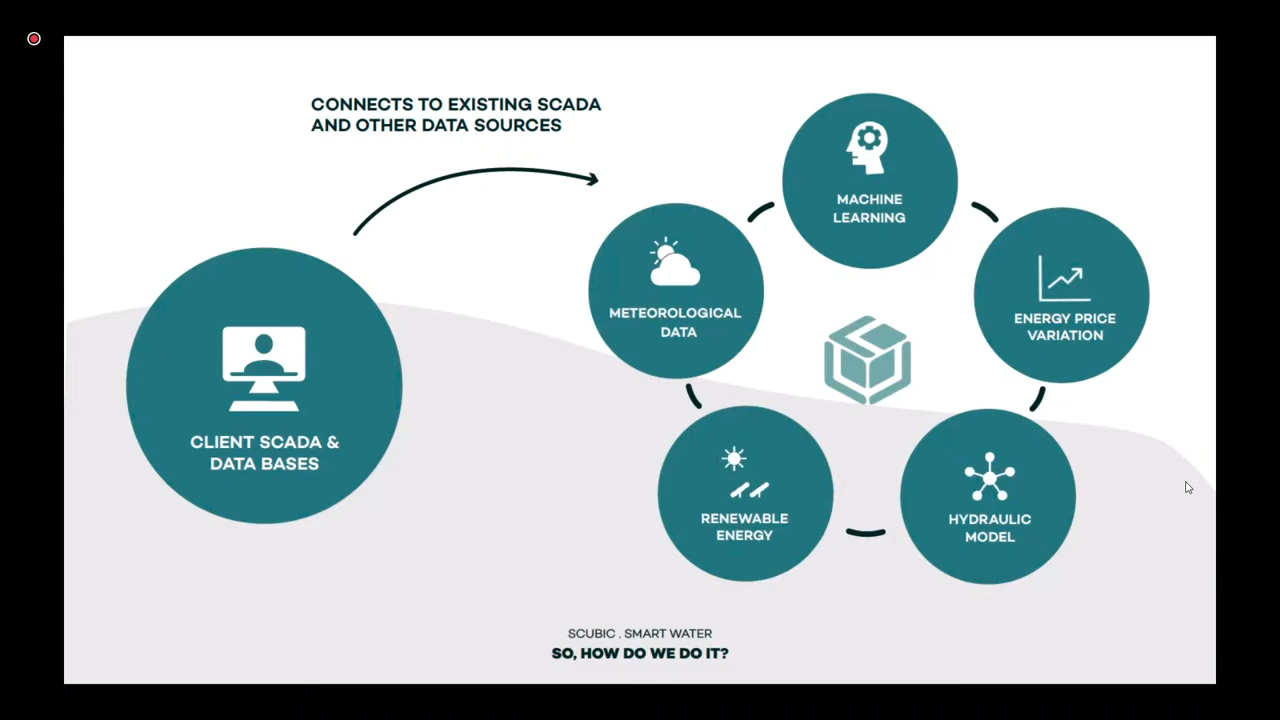 CONNECTS TO EXISTING SCADA
AND OTHER DATA SOURCES
MACHINE
LEARNING
METEOROLOGICAL
DATA
ENERGY PRICE
VARIATION
CLIENT SCADA &
DATA BASES
RENEWABLE
ENERGY
HYDRAULIC
MODEL
SCUBIC . SMART WATER
SO, HOW DO WE DO IT?